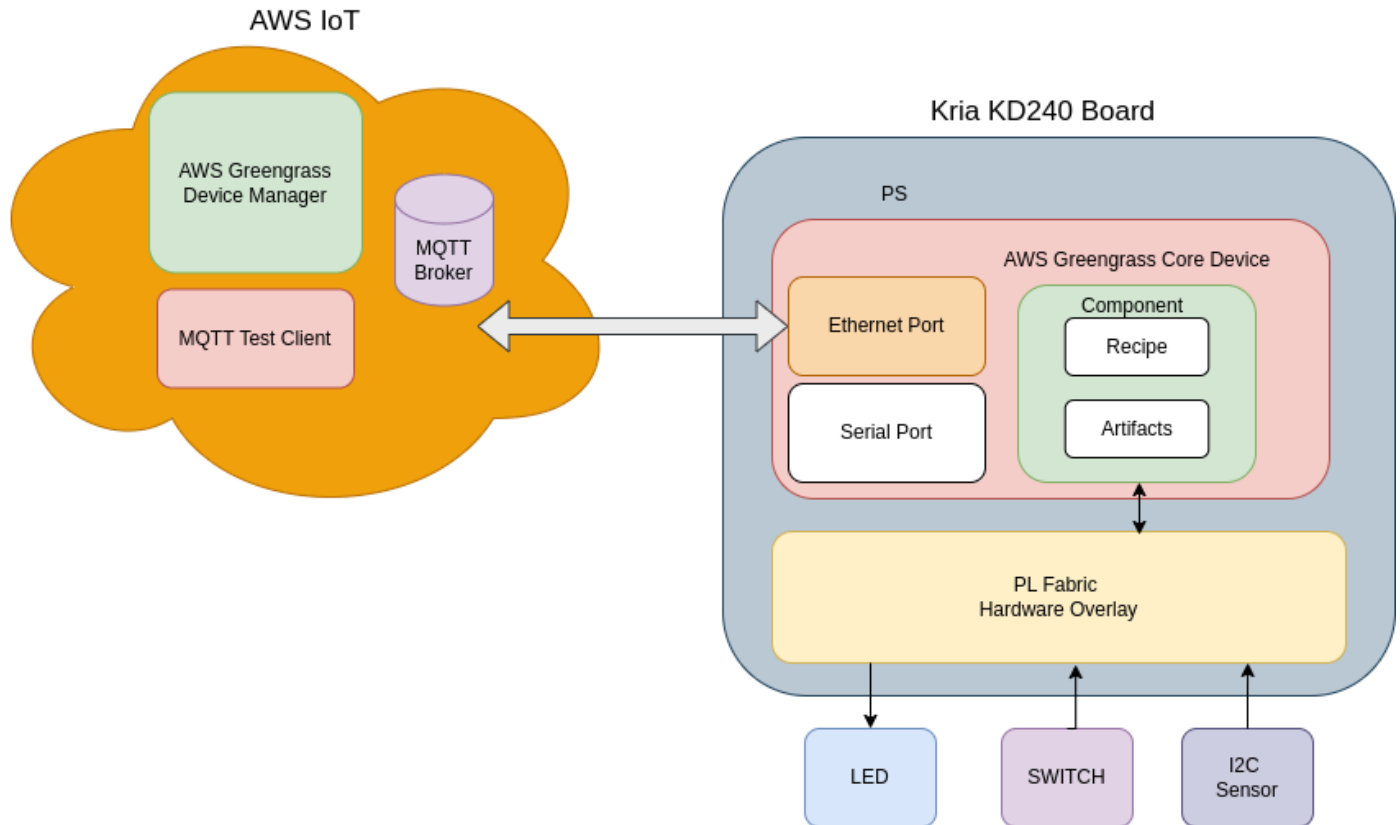 AWS IoT
AWS Greengrass
Device Manager
MQTT
Broker
MQTT Test Client
Kria KD240 Board
PS
AWS Greengrass Core Device
Ethernet Port
Serial Port
Component
Recipe
Artifacts
PL Fabric
Hardware Overlay
LED
SWITCH
I2C
Sensor